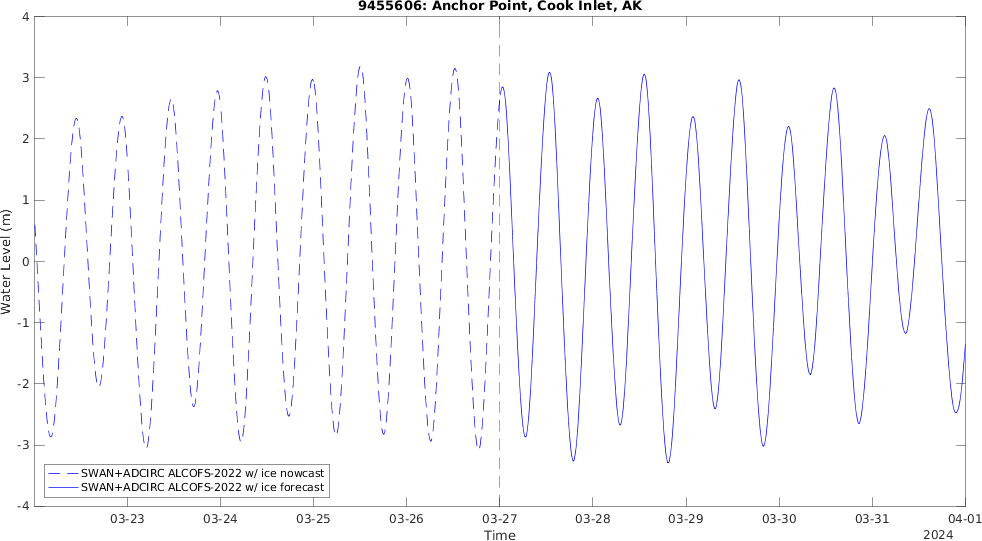 9455606: Anchor Point, Cook Inlet, AK
4
3
2
1
0
-1
-2
-3
-4
Water Level (m)
SWAN+ADCIRC ALCOFS-2022 w/ ice nowcast
SWAN+ADCIRC ALCOFS-2022 w/ ice forecast
03-23 03-24 03-25 03-26 03-27 03-28 03-29 03-30 03-31 04-01
Time 2024